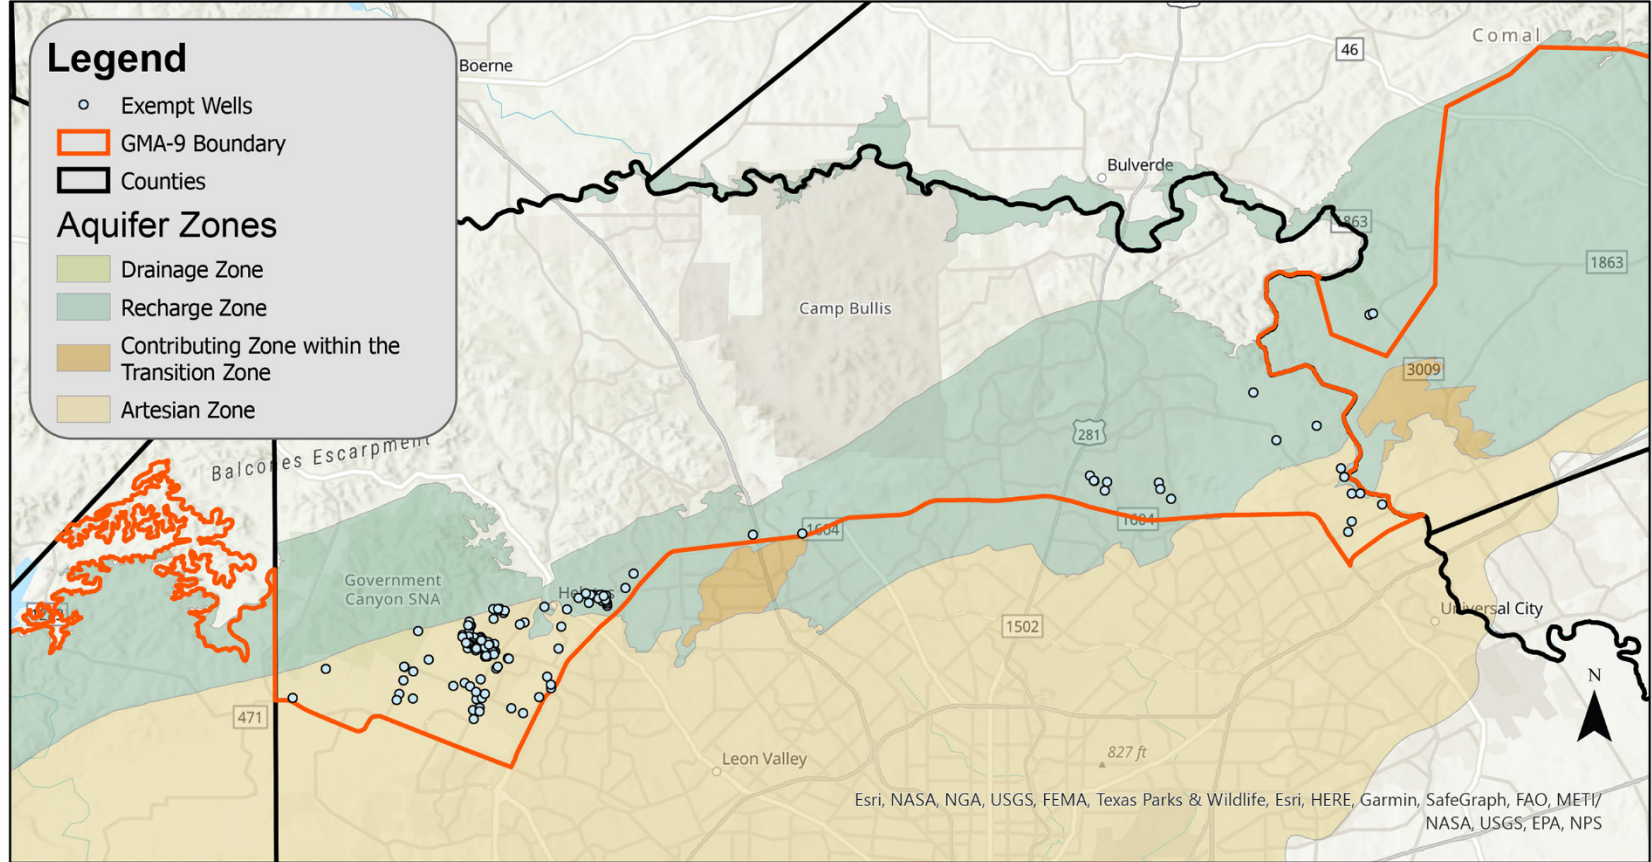 Legend
Exempt Wells
GMA-9 Boundary
Counties
Aquifer Zones
Drainage Zone
Recharge Zone
Contributing Zone within the
Transition Zone
Artesian Zone
Boerne
46
Comal
Bulverde
1863
1863
Camp Bullis
3009
281
Balcones Escarpment
1604
1604
Government
Canyon SNA
1502
Universal City
N
471
Leon Valley
827 ft
Esri, NASA, NGA, USGS, FEMA, Texas Parks & Wildlife, Esri, HERE, Garmin, SafeGraph, FAO, METI/
NASA, USGS, EPA, NPS